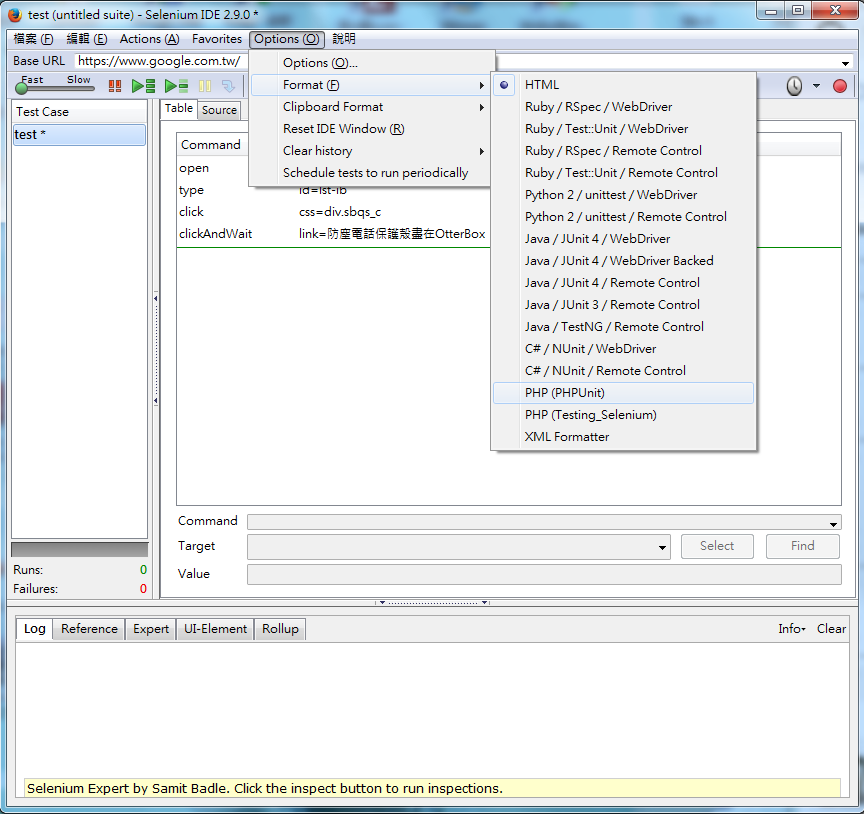 test (untitled suite) - Selenium IDE 2.9.0 *
檔案 (F) 編輯 (E) Actions (A) Favorites Options (O) 說明
Base URL https://www.google.com.tw/
Fast Slow
Options (O)...
Format (F)
Clipboard Format
Reset IDE Window (R)
Clear history
Schedule tests to run periodically
HTML
Ruby / RSpec / WebDriver
Ruby / Test::Unit / WebDriver
Ruby / RSpec / Remote Control
Ruby / Test::Unit / Remote Control
Python 2 / unittest / WebDriver
Python 2 / unittest / Remote Control
Java / JUnit 4 / WebDriver
Java / JUnit 4 / WebDriver Backed
Java / JUnit 4 / Remote Control
Java / JUnit 3 / Remote Control
Java / TestNG / Remote Control
C# / NUnit / WebDriver
C# / NUnit / Remote Control
PHP (PHPUnit)
PHP (Testing_Selenium)
XML Formatter
Test Case
test *
Table Source
Command
open
type id=lst-ib
click css=div.sbqs_c
clickAndWait link=防塵電話保護殼盡在OtterBox
Command
Target Select Find
Value
Runs: 0
Failures: 0
Log Reference Expert UI-Element Rollup Info Clear
Selenium Expert by Samit Badle. Click the inspect button to run inspections.